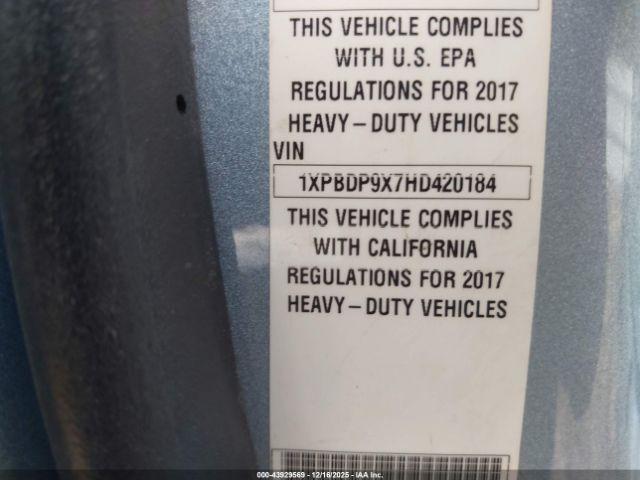 THIS VEHICLE COMPLIES
WITH U.S. EPA
REGULATIONS FOR 2017
HEAVY–DUTY VEHICLES
VIN
1XPBDP9X7HD420184
THIS VEHICLE COMPLIES
WITH CALIFORNIA
REGULATIONS FOR 2017
HEAVY–DUTY VEHICLES
000-43929569 - 12/16/2025 - IAA Inc.